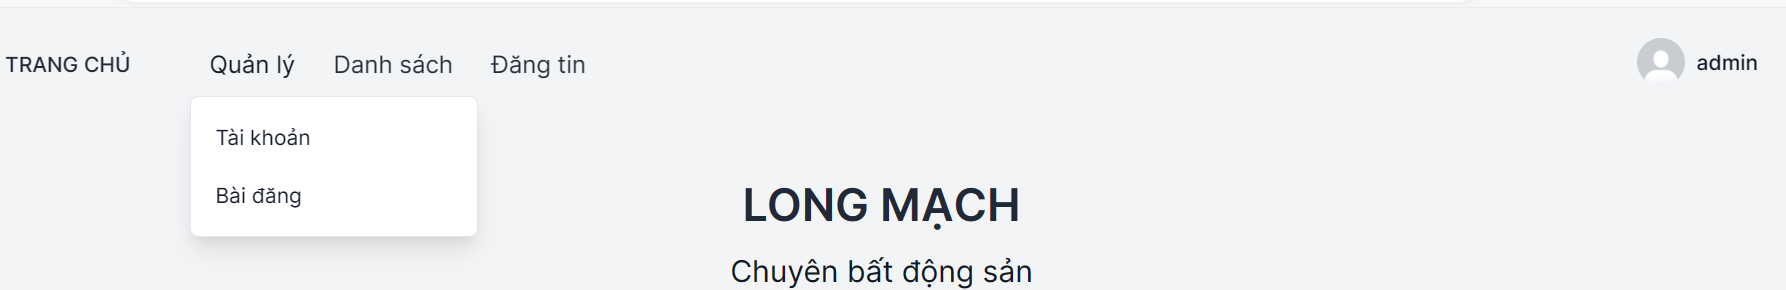 TRANG CHỦ Quản lý Danh sách Đăng tin admin
Tài khoản
Bài đăng
LONG MẠCH
Chuyên bất động sản